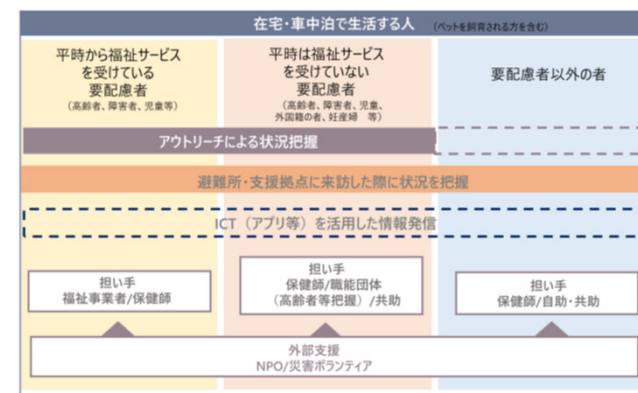 在宅・車中泊で生活する人 （ペットを飼育される方を含む）
平時から福祉サービス
を受けている
要配慮者
（高齢者、障害者、児童等）
平時は福祉サービス
を受けていない
要配慮者
（高齢者、障害者、児童、
外国籍の者、妊産婦　等）
要配慮者以外の者
アウトリーチによる状況把握
避難所・支援拠点に来訪した際に状況を把握
ICT（アプリ等）を活用した情報発信
担い手
福祉事業者/保健師
担い手
保健師/職能団体
（高齢者等把握）/共助
担い手
保健師/自助・共助
外部支援
NPO/災害ボランティア